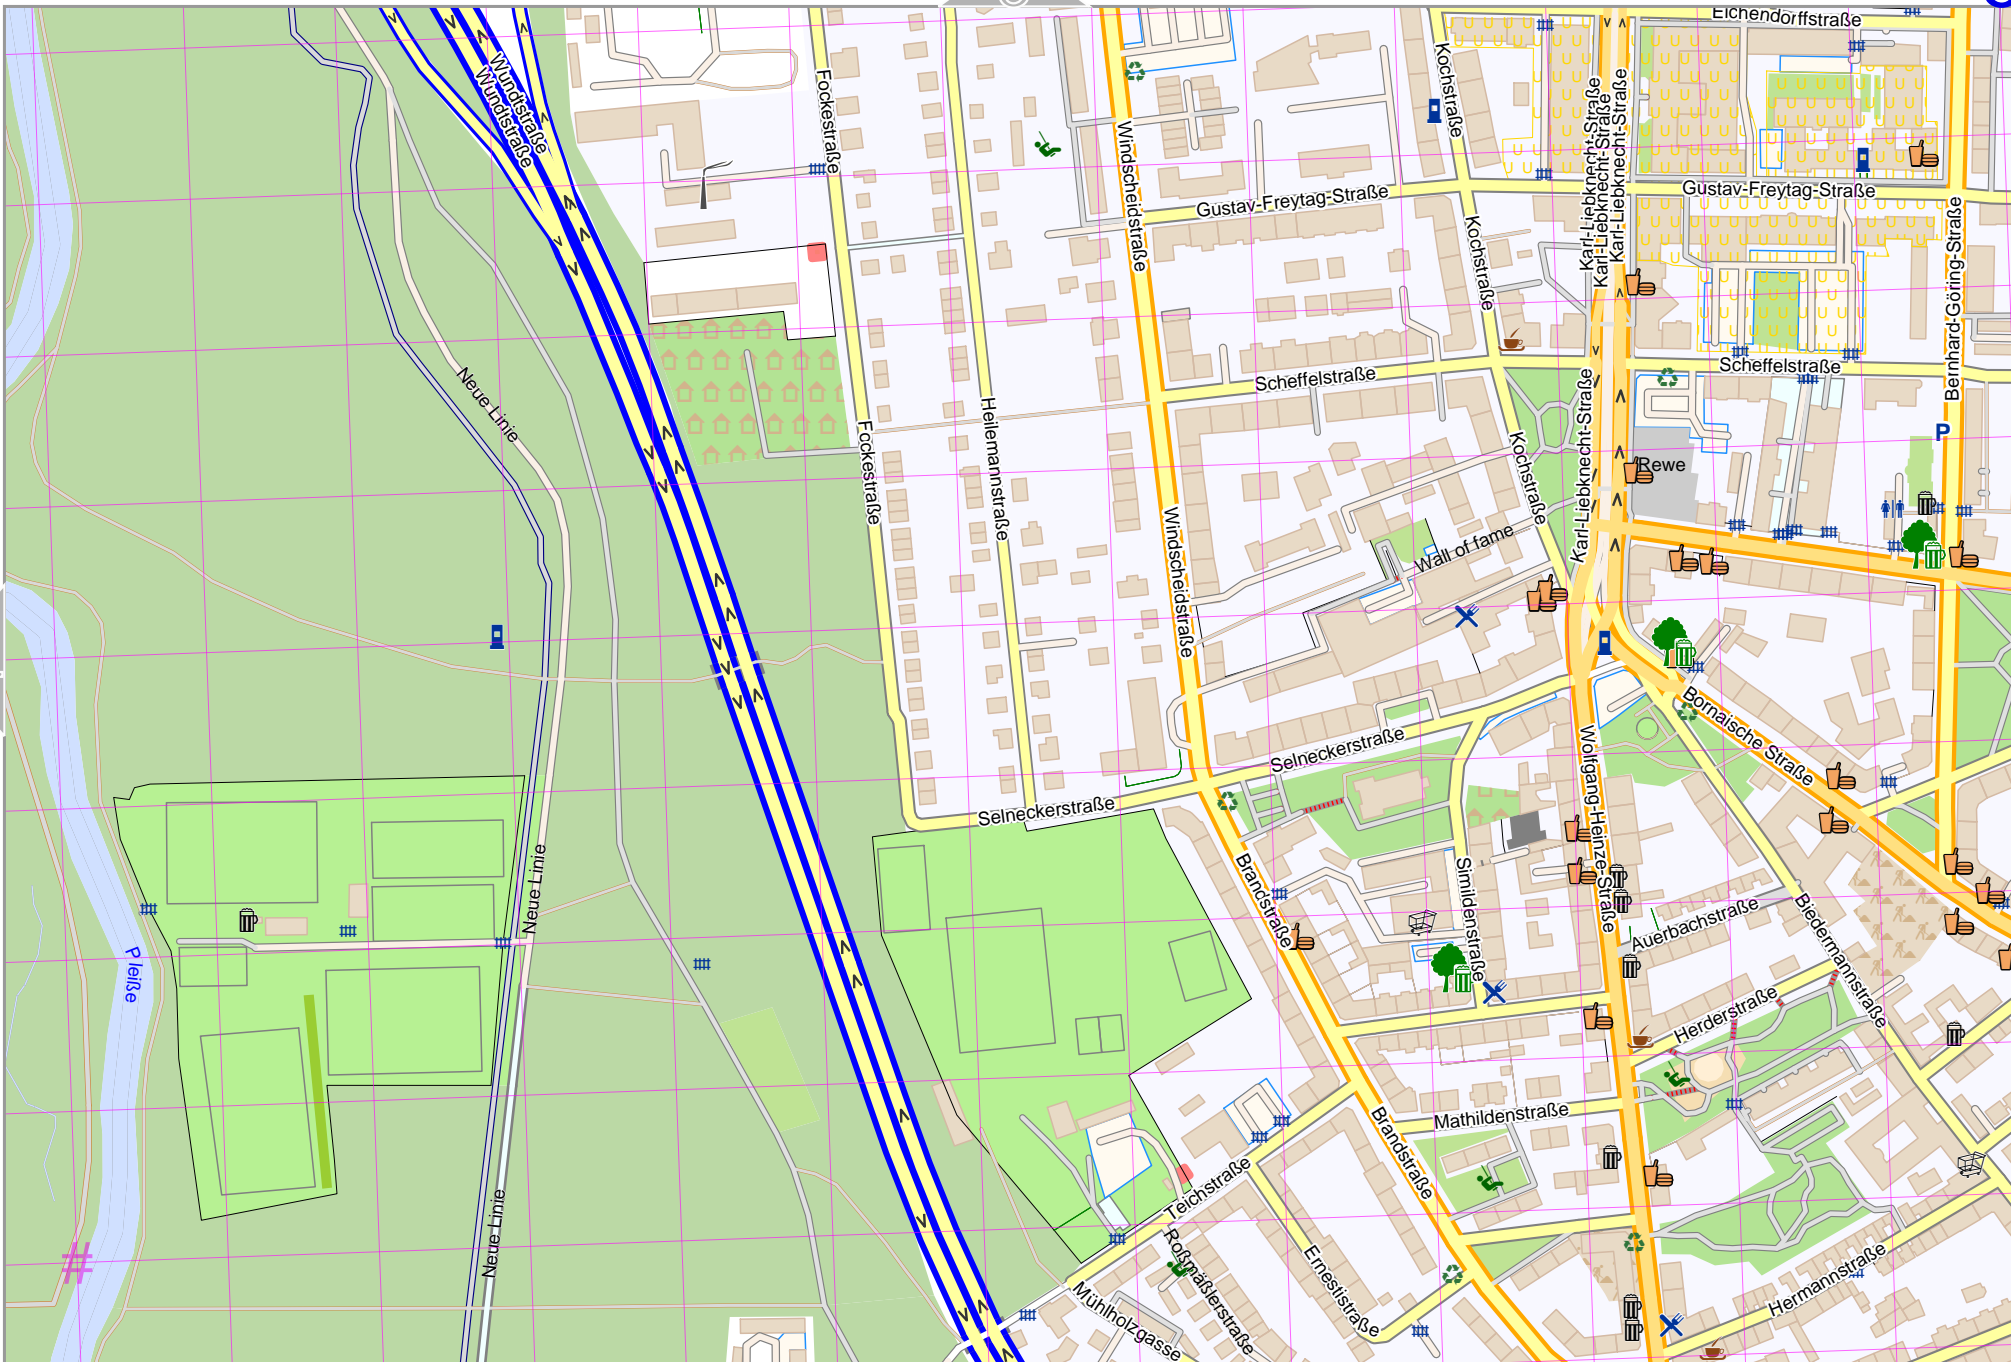 Eichendorffstraße
Wundtstraße
Wundtstraße
Fockestraße
Windscheidstraße
Kochstraße
Karl-Liebknecht-Straße
Karl-Liebknecht-Straße
Karl-Liebknecht-Straße
Gustav-Freytag-Straße
Gustav-Freytag-Straße
Kochstraße
Bernhard-Göring-Straße
Neue Linie
Scheffelstraße
Scheffelstraße
Heilemannstraße
Fockestraße
Kochstraße
Karl-Liebknecht-Straße
P
Rewe
Windscheidstraße
Wall of fame
Bornaische Straße
Selneckerstraße
Selneckerstraße
Wolfgang-Heinze-Straße
Neue Linie
Brandstraße
Simildenstraße
Auerbachstraße
Biedermannstraße
Pleiße
Herderstraße
Mathildenstraße
Brandstraße
Teichstraße
Neue Linie
Roßmäßlerstraße
Ernestistraße
Hermannstraße
Mühlholzgasse
#